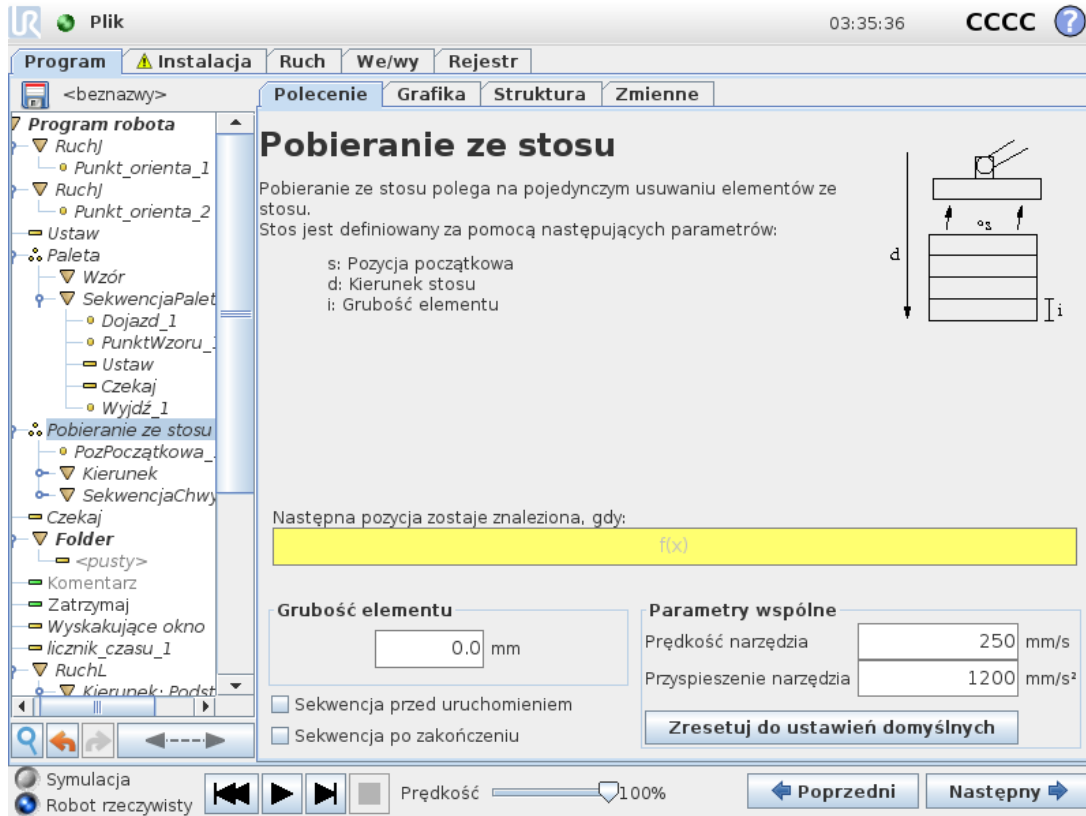 UR Plik 03:35:36 CCCC ?
Program Instalacja Ruch We/wy Rejestr
<beznazwy>
Polecenie Grafika Struktura Zmienne
Program robota
RuchJ
Punkt_orienta_1
RuchJ
Punkt_orienta_2
Ustaw
Paleta
Wzór
SekwencjaPalet
Dojazd_1
PunktWzoru_1
Ustaw
Czekaj
Wyjdź_1
Pobieranie ze stosu
PozPoczątkowa_
Kierunek
SekwencjaChwy
Czekaj
Folder
<pusty>
Komentarz
Zatrzymaj
Wyskakujące okno
licznik_czasu_1
RuchL
Kierunek: Podst
Pobieranie ze stosu
Pobieranie ze stosu polega na pojedynczym usuwaniu elementów ze
stosu.
Stos jest definiowany za pomocą następujących parametrów:
s: Pozycja początkowa
d: Kierunek stosu
i: Grubość elementu
d
s
i
Następna pozycja zostaje znaleziona, gdy:
f(x)
Grubość elementu
0.0 mm
Sekwencja przed uruchomieniem
Sekwencja po zakończeniu
Parametry wspólne
Prędkość narzędzia 250 mm/s
Przyspieszenie narzędzia 1200 mm/s²
Zresetuj do ustawień domyślnych
Symulacja
Robot rzeczywisty
Prędkość 100%
Poprzedni Następny